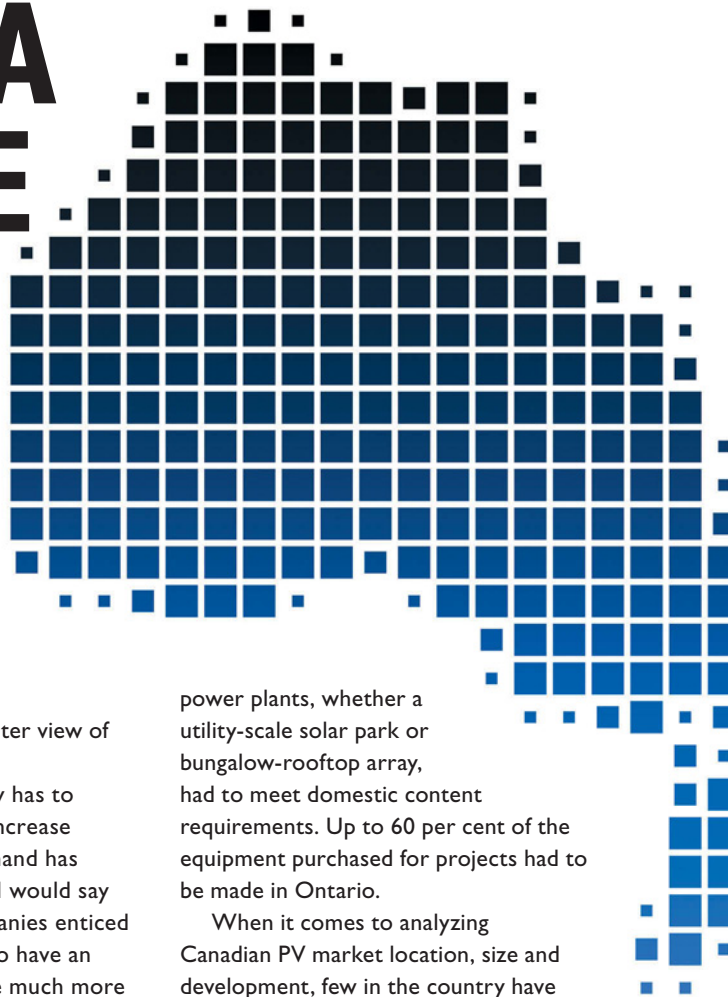 A
E
ter view of
has to
ncrease
and has
would say
anies enticed
o have an
much more
power plants, whether a
utility-scale solar park or
bungalow-rooftop array,
had to meet domestic content
requirements. Up to 60 per cent of the
equipment purchased for projects had to
be made in Ontario.
When it comes to analyzing
Canadian PV market location, size and
development, few in the country have